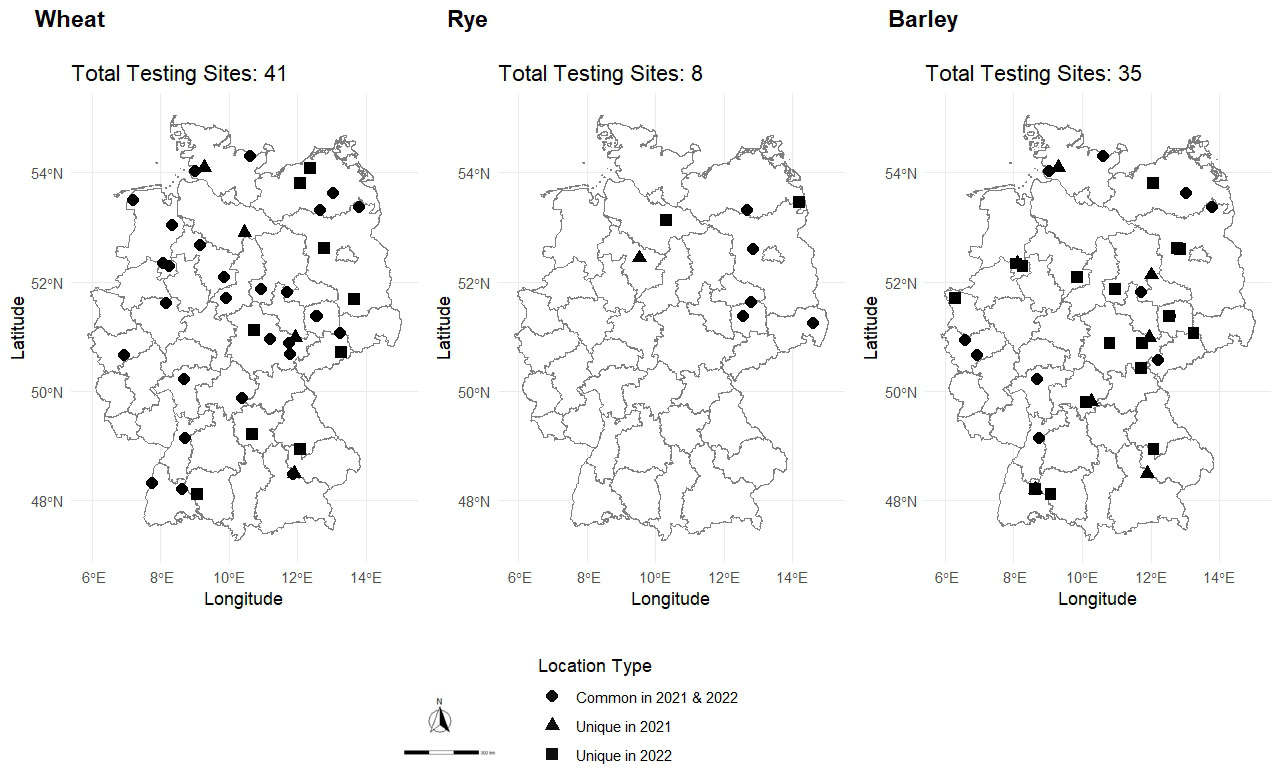 Wheat
Rye
Barley
Total Testing Sites: 41
Total Testing Sites: 8
Total Testing Sites: 35
Latitude
54°N
52°N
50°N
48°N
6°E 8°E 10°E 12°E 14°E
Longitude
Latitude
54°N
52°N
50°N
48°N
6°E 8°E 10°E 12°E 14°E
Longitude
Latitude
54°N
52°N
50°N
48°N
6°E 8°E 10°E 12°E 14°E
Longitude
Location Type
Common in 2021 & 2022
Unique in 2021
Unique in 2022
N